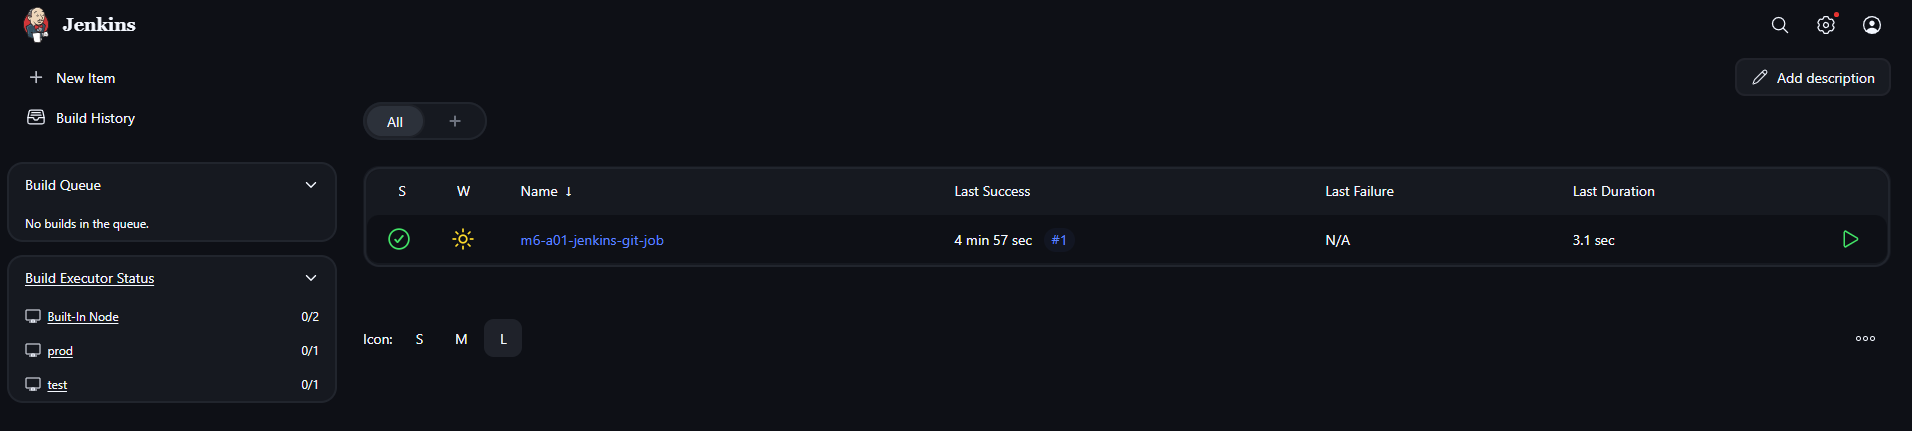 Jenkins
New Item
Build History
Add description
All
Build Queue
No builds in the queue.
Build Executor Status
Built-In Node 0/2
prod 0/1
test 0/1
S W Name ↓ Last Success Last Failure Last Duration
m6-a01-jenkins-git-job 4 min 57 sec #1 N/A 3.1 sec
Icon: S M L